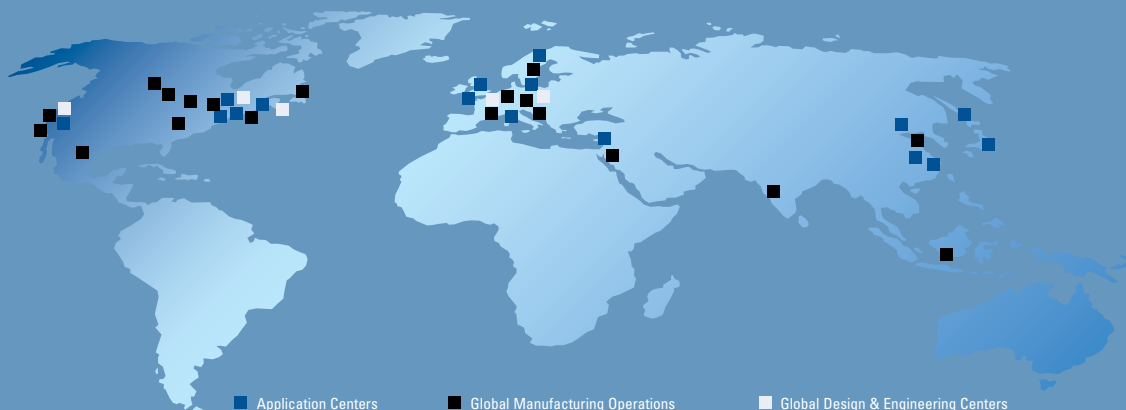 Application Centers
Global Manufacturing Operations
Global Design & Engineering Centers